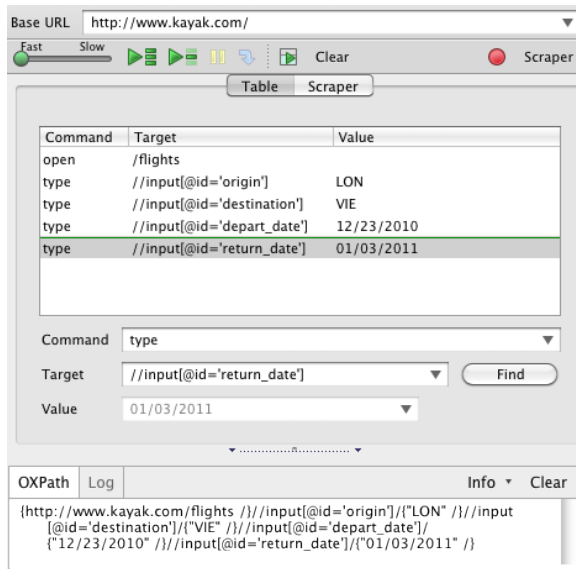 Base URL http://www.kayak.com/
Fast Slow Clear Scraper
Table Scraper
Command Target Value
open /flights
type //input[@id='origin'] LON
type //input[@id='destination'] VIE
type //input[@id='depart_date'] 12/23/2010
type //input[@id='return_date'] 01/03/2011
Command type
Target //input[@id='return_date'] Find
Value 01/03/2011
OXPath Log Info Clear
{http://www.kayak.com/flights /}//input[@id='origin']/{"LON" /}//input
[@id='destination']/{"VIE" /}//input[@id='depart_date']/
{"12/23/2010" /}//input[@id='return_date']/{"01/03/2011" /}